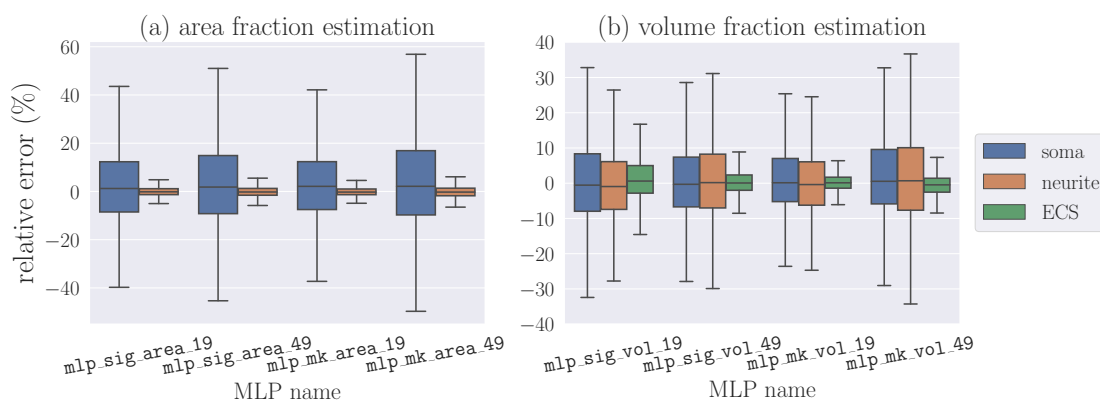 (a) area fraction estimation
relative error (%)
60
40
20
0
−20
−40
mlp_sig_area_19
mlp_sig_area_49
mlp_mk_area_19
mlp_mk_area_49
MLP name
(b) volume fraction estimation
40
30
20
10
0
−10
−20
−30
−40
mlp_sig_vol_19
mlp_sig_vol_49
mlp_mk_vol_19
mlp_mk_vol_49
MLP name
soma
neurite
ECS